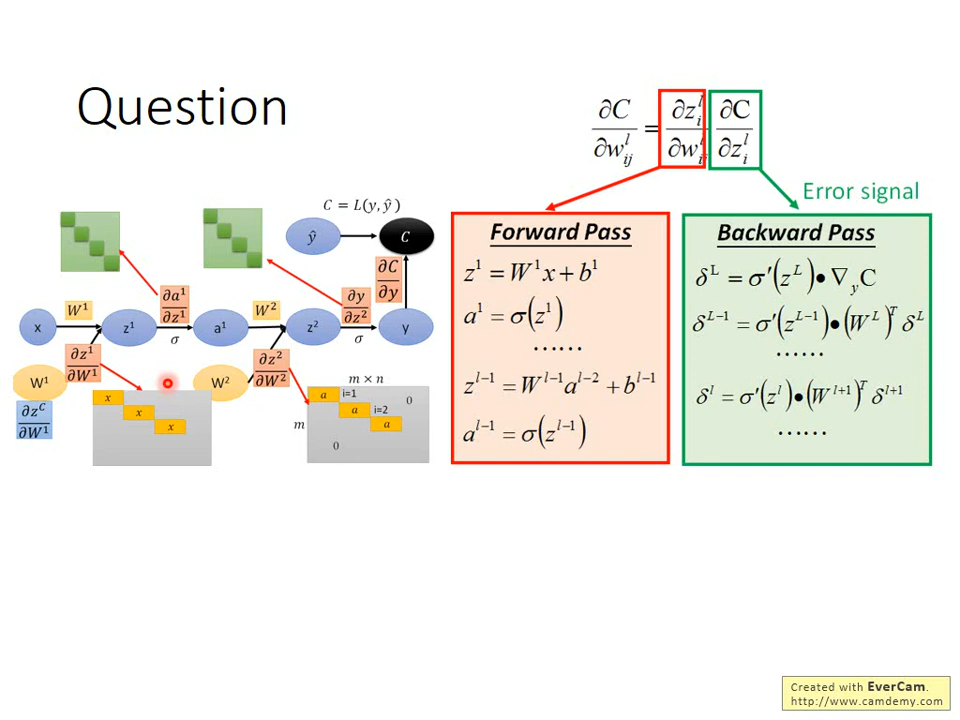 Question
∂C/∂w_ij^l = ∂z_i^l/∂w_ij^l ∂C/∂z_i^l
Error signal
C = L(y, ŷ)
ŷ
C
∂C/∂y
W¹
∂a¹/∂z¹
W²
∂y/∂z²
x
z¹
σ
a¹
z²
σ
y
∂z¹/∂W¹
∂z²/∂W²
W¹
W²
∂z^C/∂W¹
x
x
x
m × n
m
a
i=1
0
a
i=2
a
0
Forward Pass
z¹ = W¹x + b¹
a¹ = σ(z¹)
……
z^{l−1} = W^{l−1}a^{l−2} + b^{l−1}
a^{l−1} = σ(z^{l−1})
Backward Pass
δ^L = σ′(z^L) • ∇_y C
δ^{L−1} = σ′(z^{L−1}) • (W^L)^T δ^L
……
δ^l = σ′(z^l) • (W^{l+1})^T δ^{l+1}
……
Created with EverCam.
http://www.camdemy.com